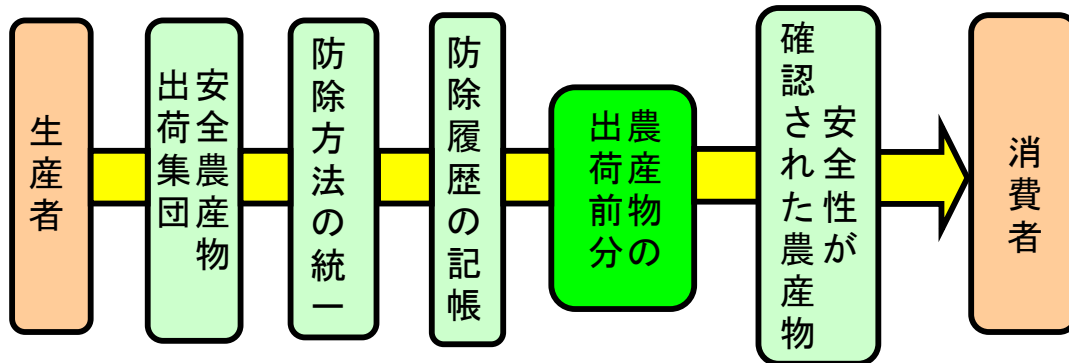 生産者
安全農産物
出荷集団
防除方法の統一
防除履歴の記帳
農産物の
出荷前分
安全性が
確認された農産物
消費者